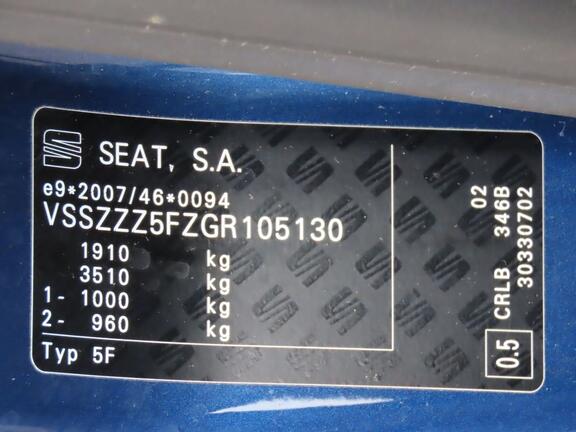 SEAT, S.A.
e9*2007/46*0094
VSSZZZ5FZGR105130
1910 kg
3510 kg
1- 1000 kg
2- 960 kg
Typ 5F
02
CRLB 346B
30330702
0.5